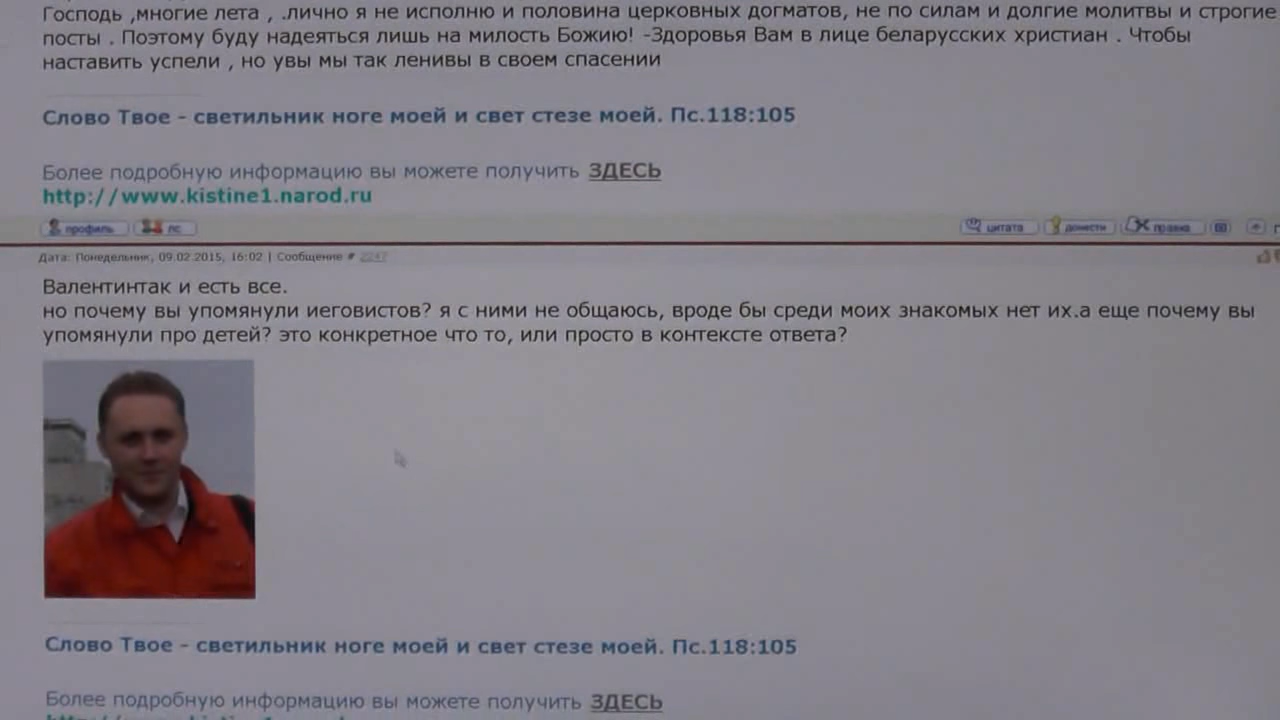 Господь ,многие лета , .лично я не исполню и половина церковных догматов, не по силам и долгие молитвы и строгие
посты . Поэтому буду надеяться лишь на милость Божию! -Здоровья Вам в лице беларусских христиан . Чтобы
наставить успели , но увы мы так ленивы в своем спасении
Слово Твое - светильник ноге моей и свет стезе моей. Пс.118:105
Более подробную информацию вы можете получить ЗДЕСЬ
http://www.kistine1.narod.ru
профиль лс цитата донести правка
Дата: Понедельник, 09.02.2015, 16:02 | Сообщение # 2247
Валентинтак и есть все.
но почему вы упомянули иеговистов? я с ними не общаюсь, вроде бы среди моих знакомых нет их.а еще почему вы
упомянули про детей? это конкретное что то, или просто в контексте ответа?
Слово Твое - светильник ноге моей и свет стезе моей. Пс.118:105
Более подробную информацию вы можете получить ЗДЕСЬ